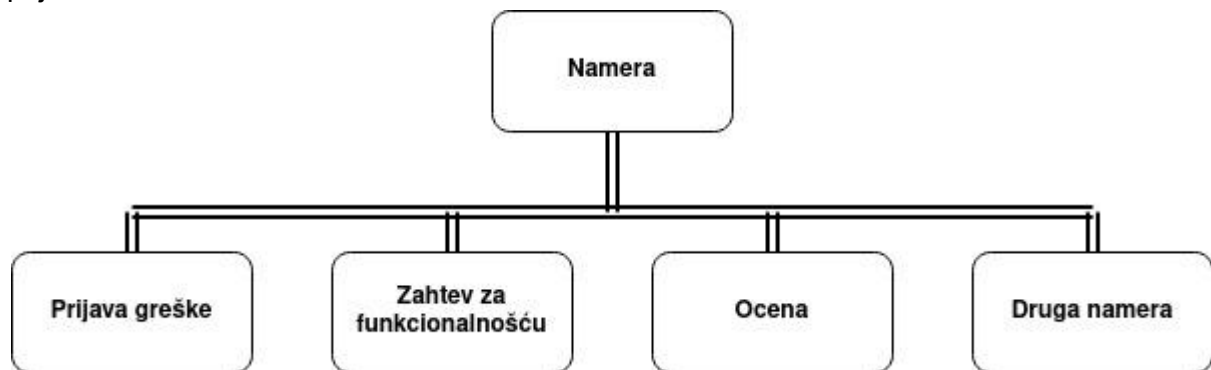 Namera
Prijava greške
Zahtev za
funkcionalnošću
Ocena
Druga namera